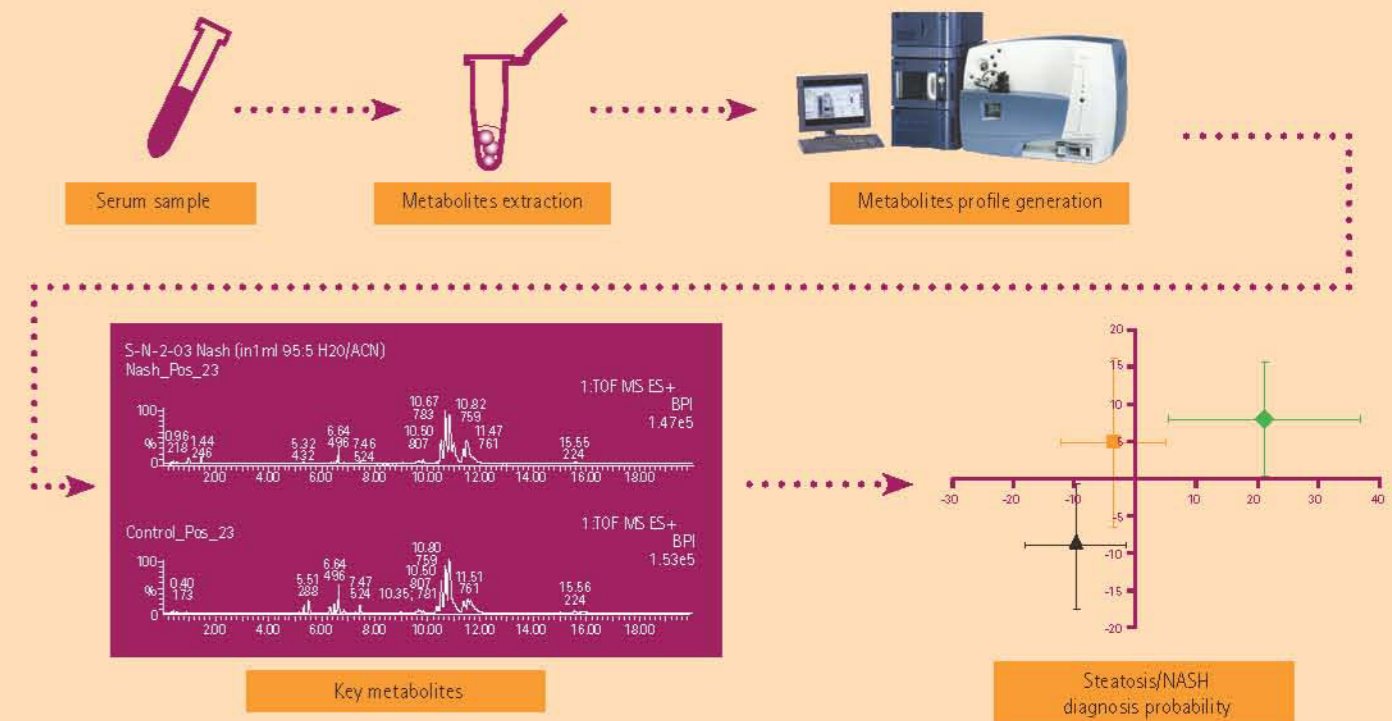 Serum sample
Metabolites extraction
Metabolites profile generation
S-N-2-03 Nash (in1ml 95:5 H20/ACN)
Nash_Pos_23
1:TOF MS ES+
BPI
1.47e5
100
%
0
0.96
218
1.44
246
5.32
432
6.64
496
7.46
524
10.67
783
10.50
807
10.82
759
11.47
761
15.55
224
2.00 4.00 6.00 8.00 10.00 12.00 14.00 16.00 18.00
Control_Pos_23
1:TOF MS ES+
BPI
1.53e5
100
%
0
0.40
173
5.51
288
6.64
496
7.47
524
10.35; 781
10.80
759
10.50
807
11.51
761
15.56
224
2.00 4.00 6.00 8.00 10.00 12.00 14.00 16.00 18.00
Key metabolites
20
15
10
5
-30 -20 -10 10 20 30 40
-5
-10
-15
-20
Steatosis/NASH
diagnosis probability